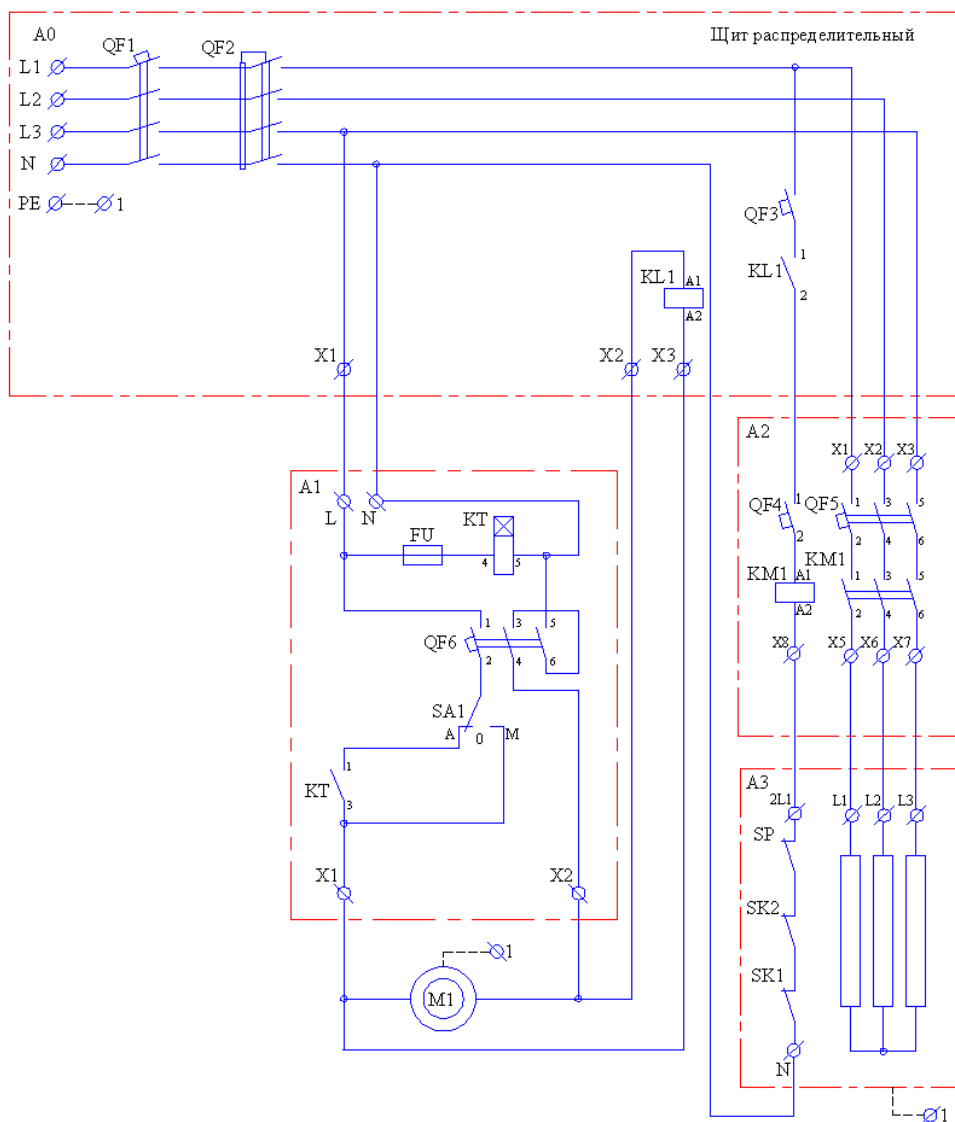 A0
QF1
QF2
Щит распределительный
L1
L2
L3
N
PE
1
QF3
KL1
1
2
KL1
A1
A2
X1
X2
X3
A2
X1
X2
X3
A1
L
N
KT
FU
4
5
QF4
1
2
QF5
1
3
5
2
4
6
KM1
A1
A2
KM1
1
3
5
2
4
6
QF6
1
3
5
2
4
6
X8
X5
X6
X7
SA1
A
0
M
KT
1
3
A3
2L1
L1
L2
L3
SP
X1
X2
SK2
1
M1
SK1
N
1